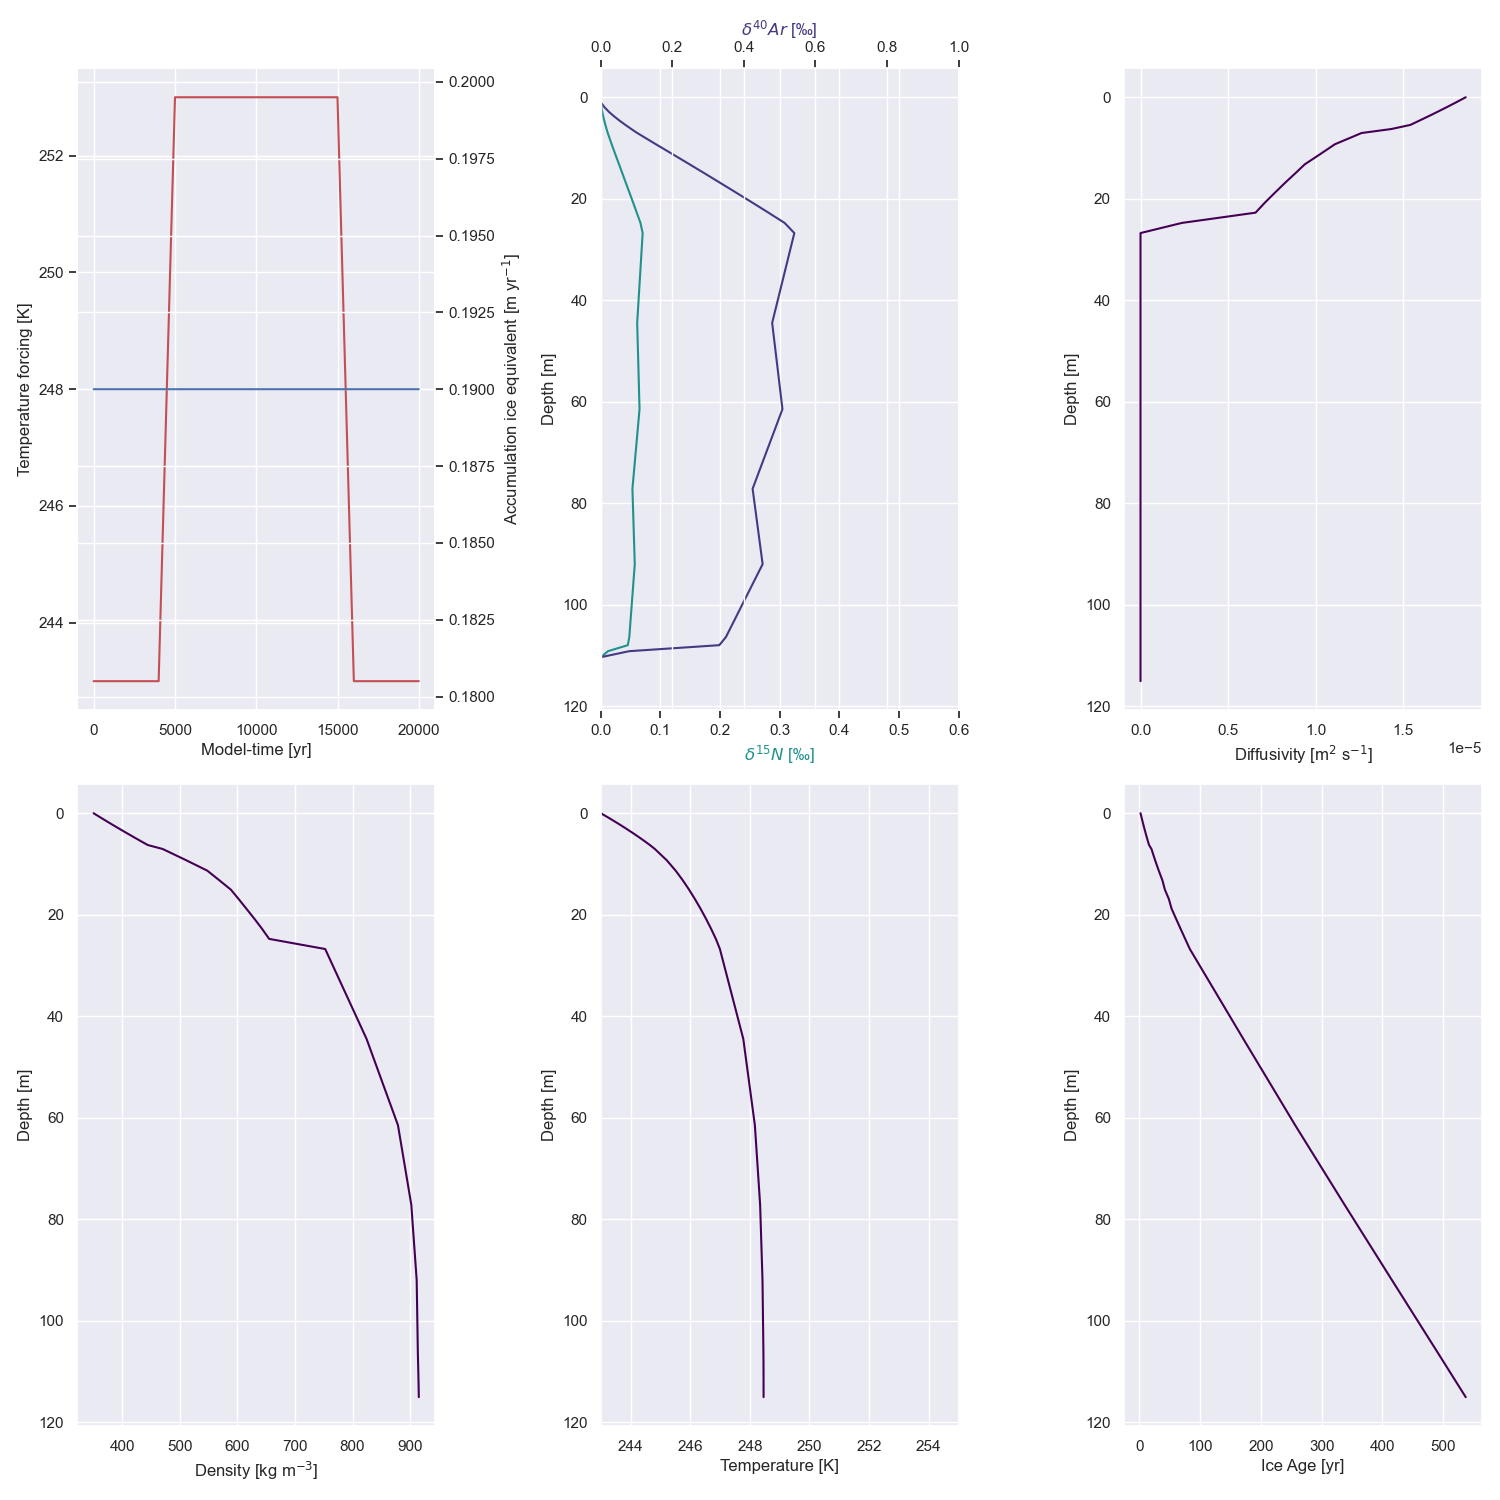 δ⁴⁰Ar [‰]
0.0 0.2 0.4 0.6 0.8 1.0
Temperature forcing [K]
252
250
248
246
244
0 5000 10000 15000 20000
Model-time [yr]
0.2000
0.1975
0.1950
0.1925
0.1900
0.1875
0.1850
0.1825
0.1800
Accumulation ice equivalent [m yr⁻¹]
Depth [m]
0
20
40
60
80
100
120
0.0 0.1 0.2 0.3 0.4 0.5 0.6
δ¹⁵N [‰]
Depth [m]
0
20
40
60
80
100
120
0.0 0.5 1.0 1.5
1e−5
Diffusivity [m² s⁻¹]
Depth [m]
0
20
40
60
80
100
120
400 500 600 700 800 900
Density [kg m⁻³]
Depth [m]
0
20
40
60
80
100
120
244 246 248 250 252 254
Temperature [K]
Depth [m]
0
20
40
60
80
100
120
0 100 200 300 400 500
Ice Age [yr]